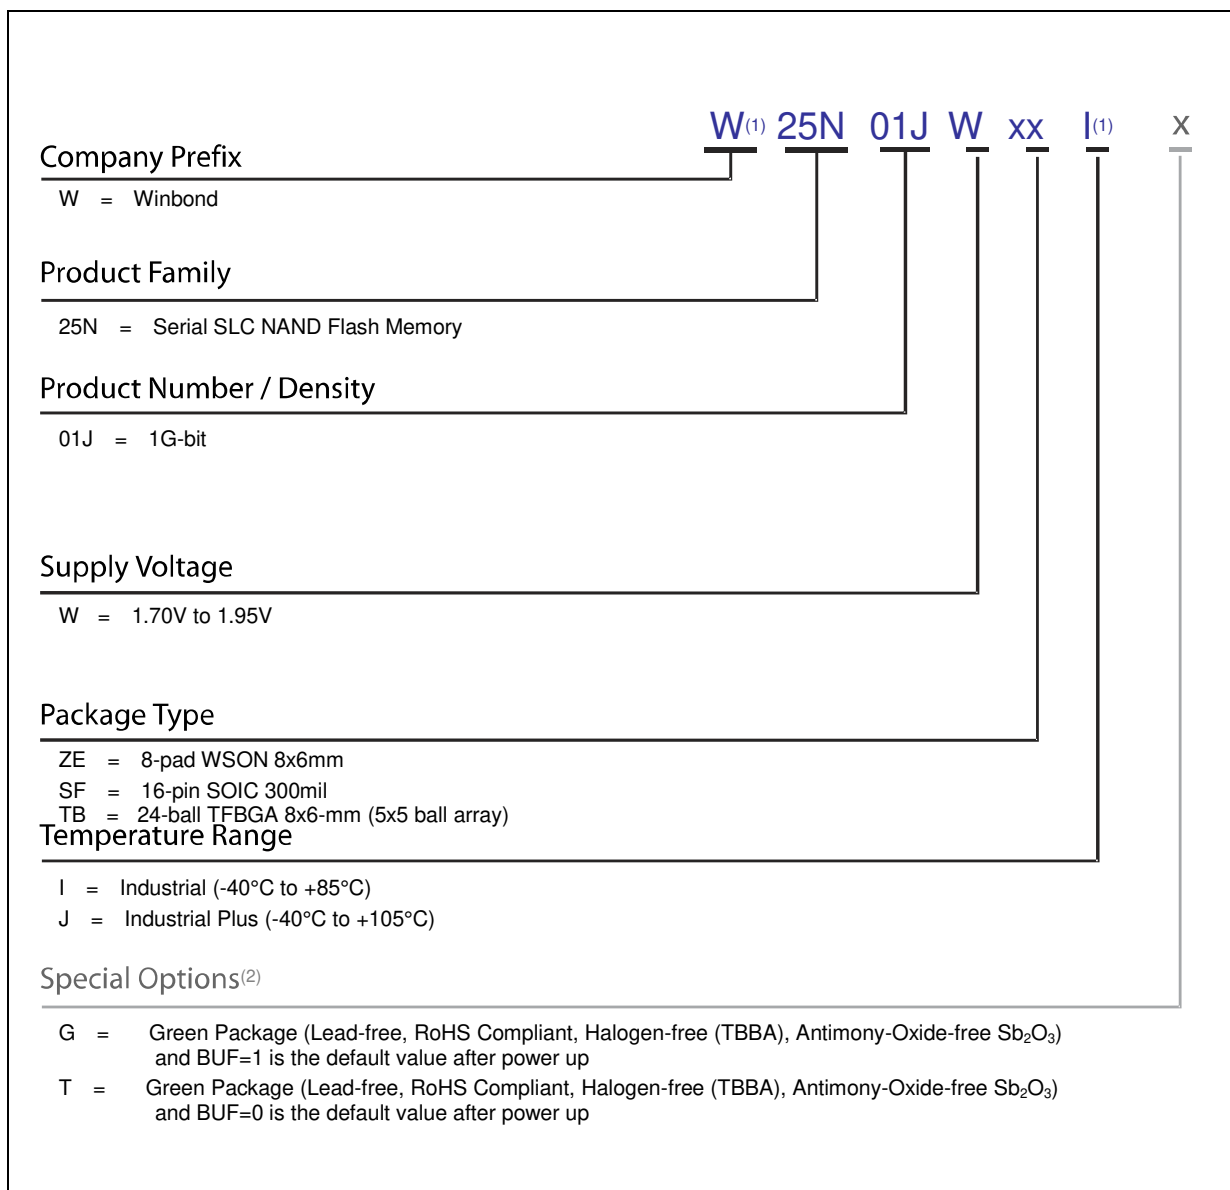 W(1) 25N 01J W xx I(1) x
Company Prefix
W = Winbond
Product Family
25N = Serial SLC NAND Flash Memory
Product Number / Density
01J = 1G-bit
Supply Voltage
W = 1.70V to 1.95V
Package Type
ZE = 8-pad WSON 8x6mm
SF = 16-pin SOIC 300mil
TB = 24-ball TFBGA 8x6-mm (5x5 ball array)
Temperature Range
I = Industrial (-40°C to +85°C)
J = Industrial Plus (-40°C to +105°C)
Special Options(2)
G = Green Package (Lead-free, RoHS Compliant, Halogen-free (TBBA), Antimony-Oxide-free Sb₂O₃)
and BUF=1 is the default value after power up
T = Green Package (Lead-free, RoHS Compliant, Halogen-free (TBBA), Antimony-Oxide-free Sb₂O₃)
and BUF=0 is the default value after power up